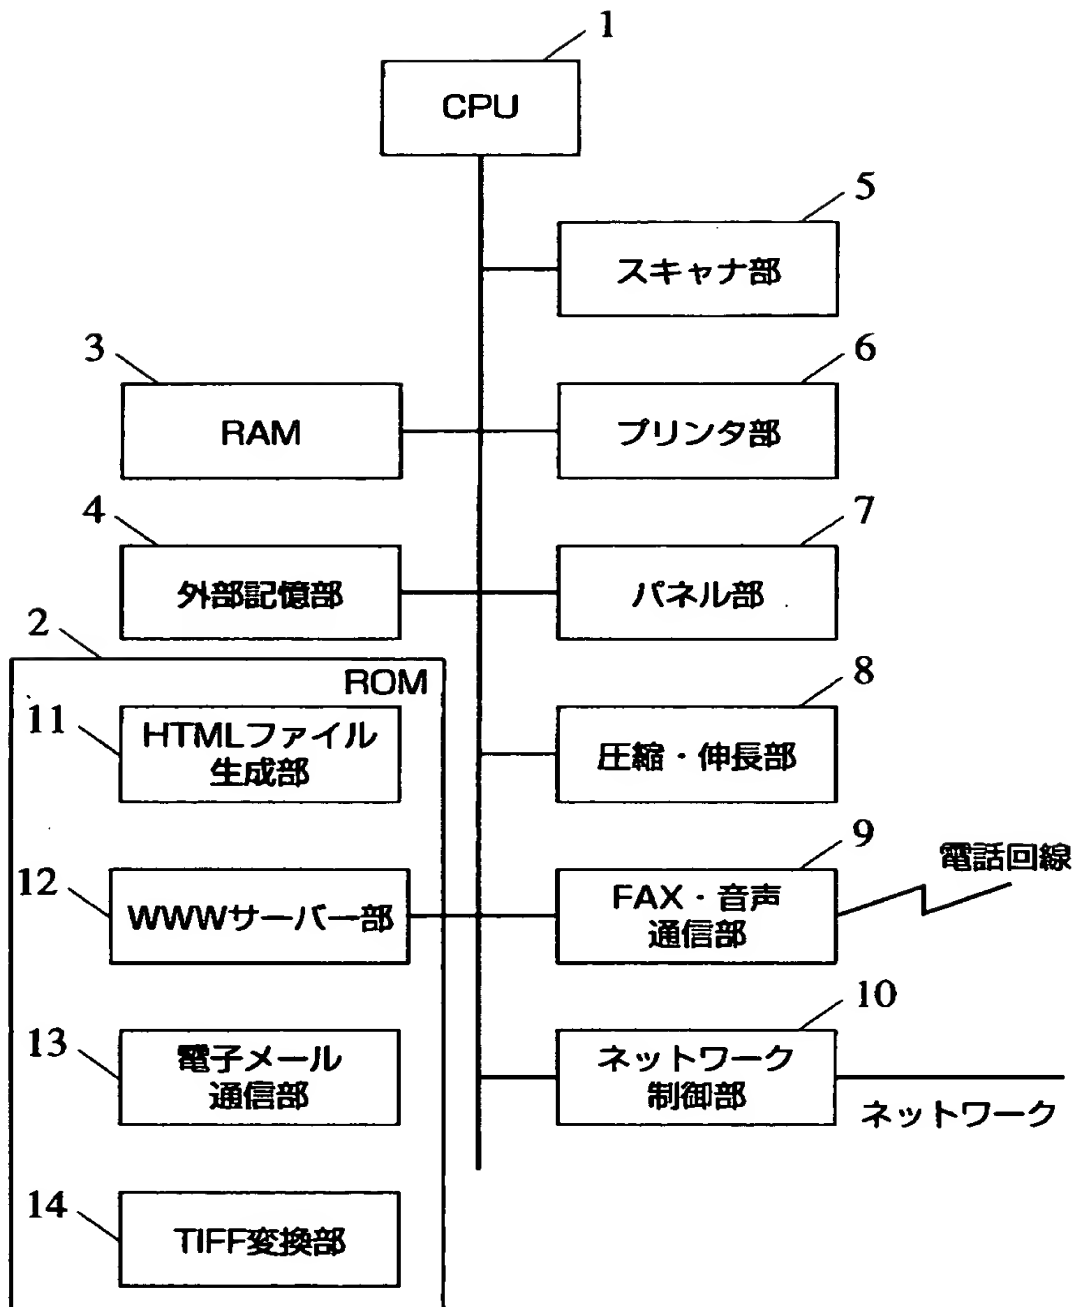 1
CPU
5
スキャナ部
3
RAM
6
プリンタ部
4
外部記憶部
7
パネル部
2
ROM
11
HTMLファイル
生成部
8
圧縮・伸長部
12
WWWサーバー部
9
FAX・音声
通信部
電話回線
13
電子メール
通信部
10
ネットワーク
制御部
ネットワーク
14
TIFF変換部